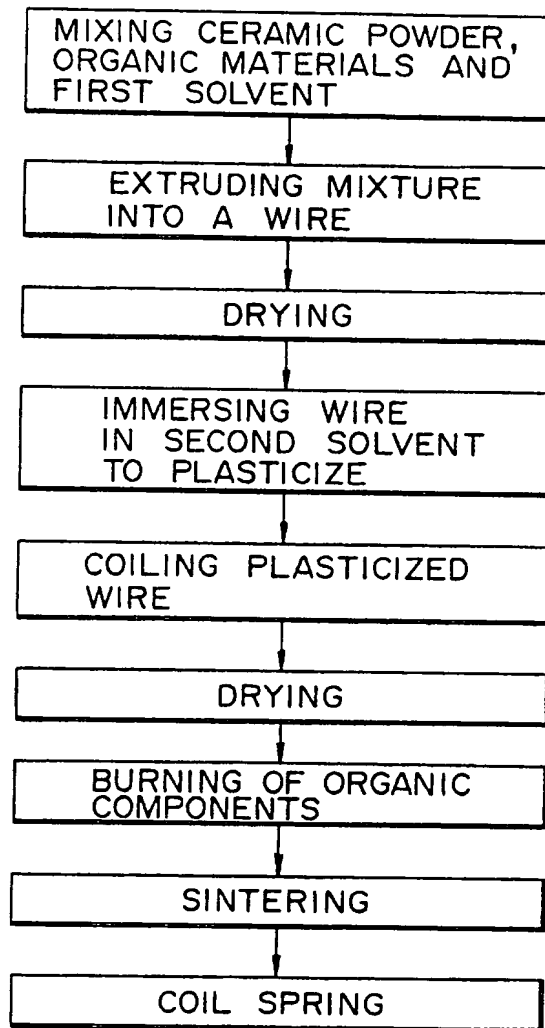 MIXING CERAMIC POWDER,
ORGANIC MATERIALS AND
FIRST SOLVENT
EXTRUDING MIXTURE
INTO A WIRE
DRYING
IMMERSING WIRE
IN SECOND SOLVENT
TO PLASTICIZE
COILING PLASTICIZED
WIRE
DRYING
BURNING OF ORGANIC
COMPONENTS
SINTERING
COIL SPRING